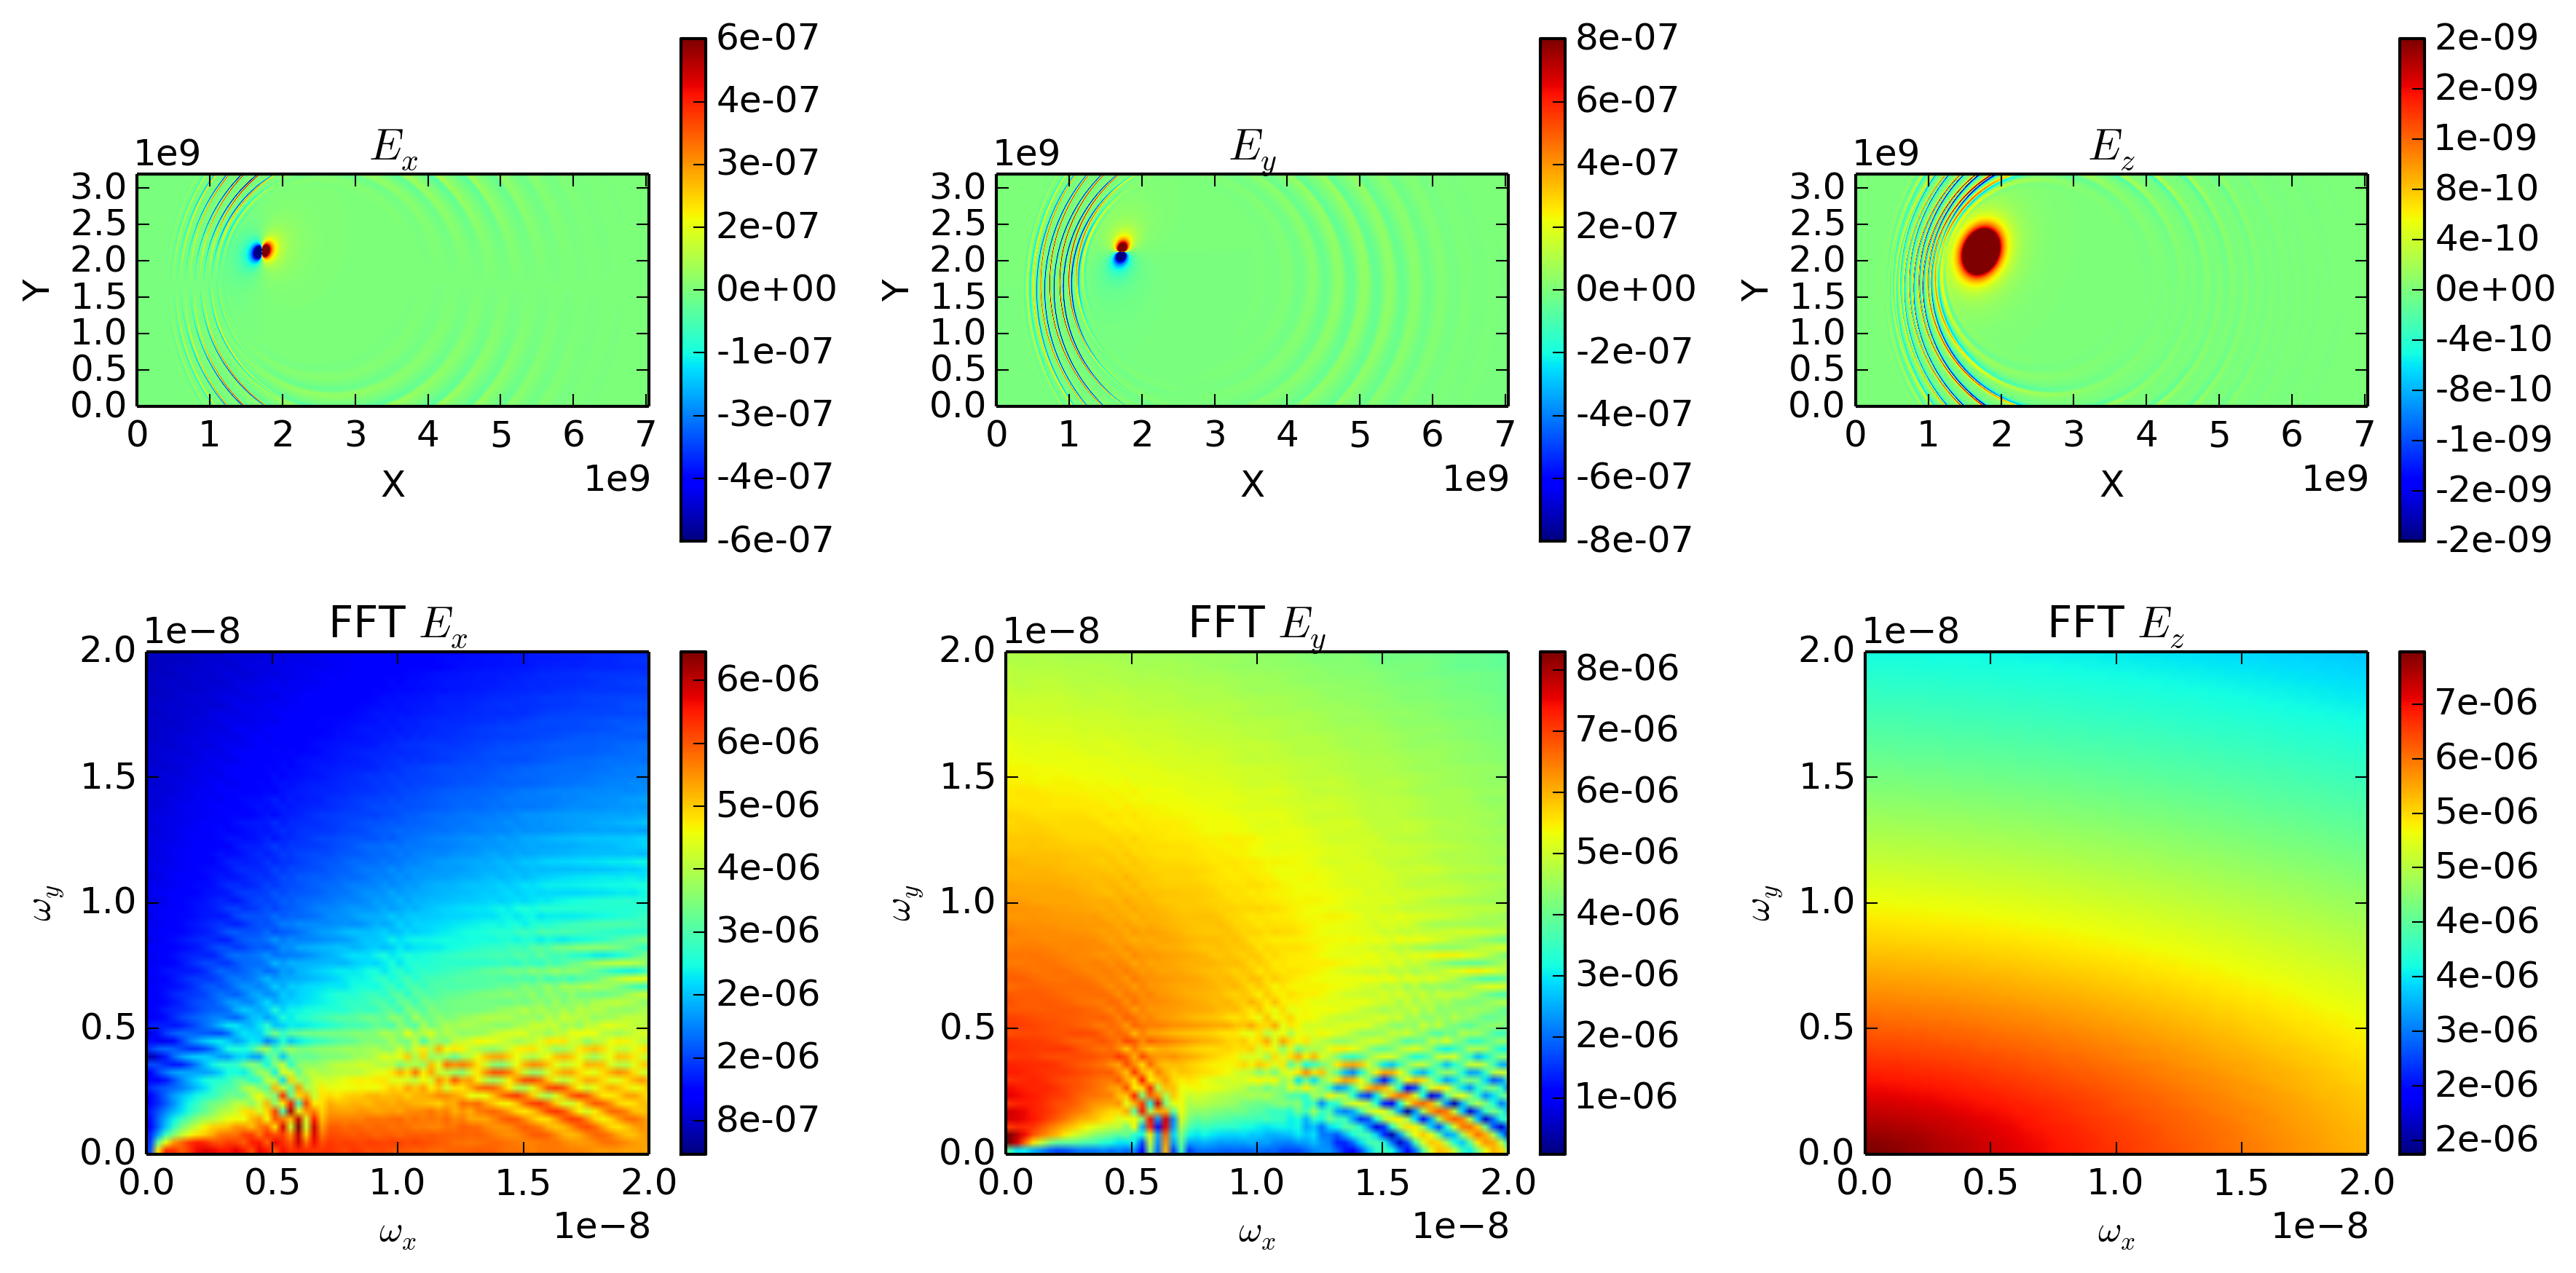 E_x
1e9
3.0
2.5
2.0
1.5
1.0
0.5
0.0
Y
0 1 2 3 4 5 6 7
X 1e9
6e-07
4e-07
3e-07
2e-07
0e+00
-1e-07
-3e-07
-4e-07
-6e-07
E_y
1e9
3.0
2.5
2.0
1.5
1.0
0.5
0.0
Y
0 1 2 3 4 5 6 7
X 1e9
8e-07
6e-07
4e-07
2e-07
0e+00
-2e-07
-4e-07
-6e-07
-8e-07
E_z
1e9
3.0
2.5
2.0
1.5
1.0
0.5
0.0
Y
0 1 2 3 4 5 6 7
X 1e9
2e-09
2e-09
1e-09
8e-10
4e-10
0e+00
-4e-10
-8e-10
-1e-09
-2e-09
-2e-09
FFT E_x
1e−8
2.0
1.5
1.0
0.5
0.0
ω_y
0.0 0.5 1.0 1.5 2.0
ω_x 1e−8
6e-06
6e-06
5e-06
4e-06
3e-06
2e-06
2e-06
8e-07
FFT E_y
1e−8
2.0
1.5
1.0
0.5
0.0
ω_y
0.0 0.5 1.0 1.5 2.0
ω_x 1e−8
8e-06
7e-06
6e-06
5e-06
4e-06
3e-06
2e-06
1e-06
FFT E_z
1e−8
2.0
1.5
1.0
0.5
0.0
ω_y
0.0 0.5 1.0 1.5 2.0
ω_x 1e−8
7e-06
6e-06
5e-06
5e-06
4e-06
4e-06
3e-06
2e-06
2e-06